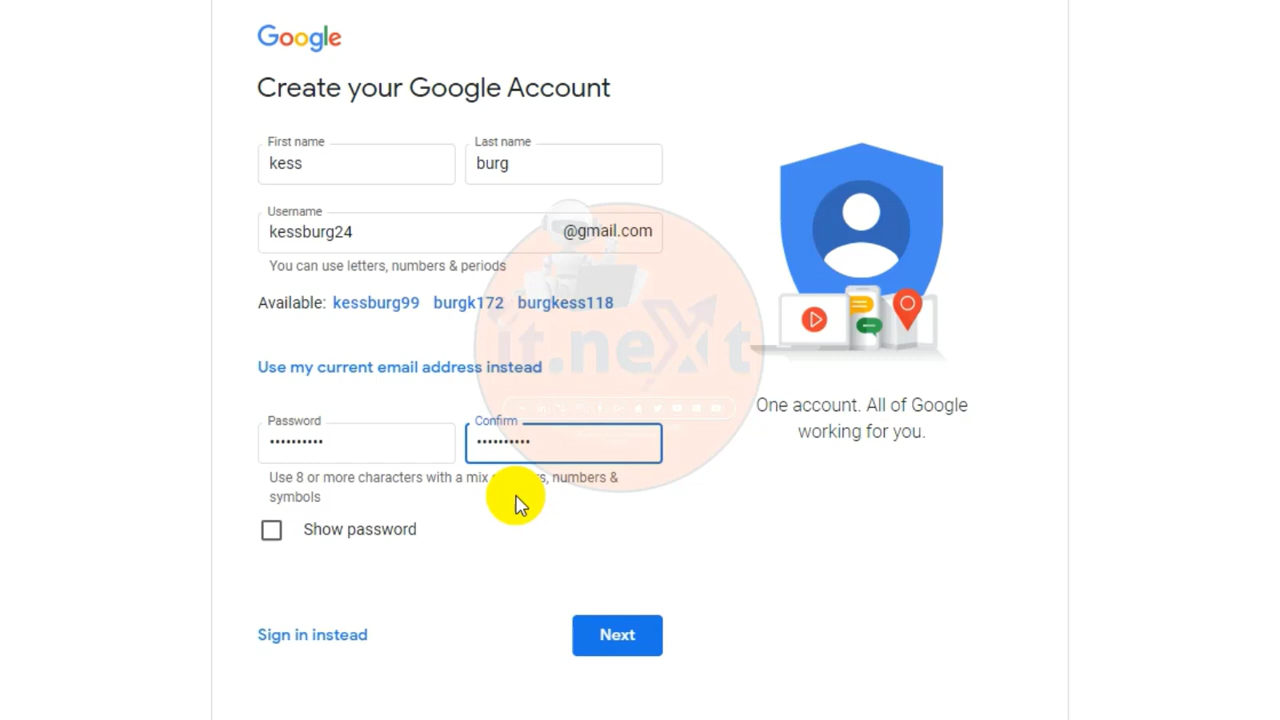 Google
Create your Google Account
First name
Last name
kess
burg
Username
kessburg24
@gmail.com
You can use letters, numbers & periods
Available: kessburg99 burgk172 burgkess118
it.next
Use my current email address instead
Password
Confirm
••••••••••
••••••••••
Use 8 or more characters with a mix numbers &
symbols
Show password
One account. All of Google
working for you.
Sign in instead
Next